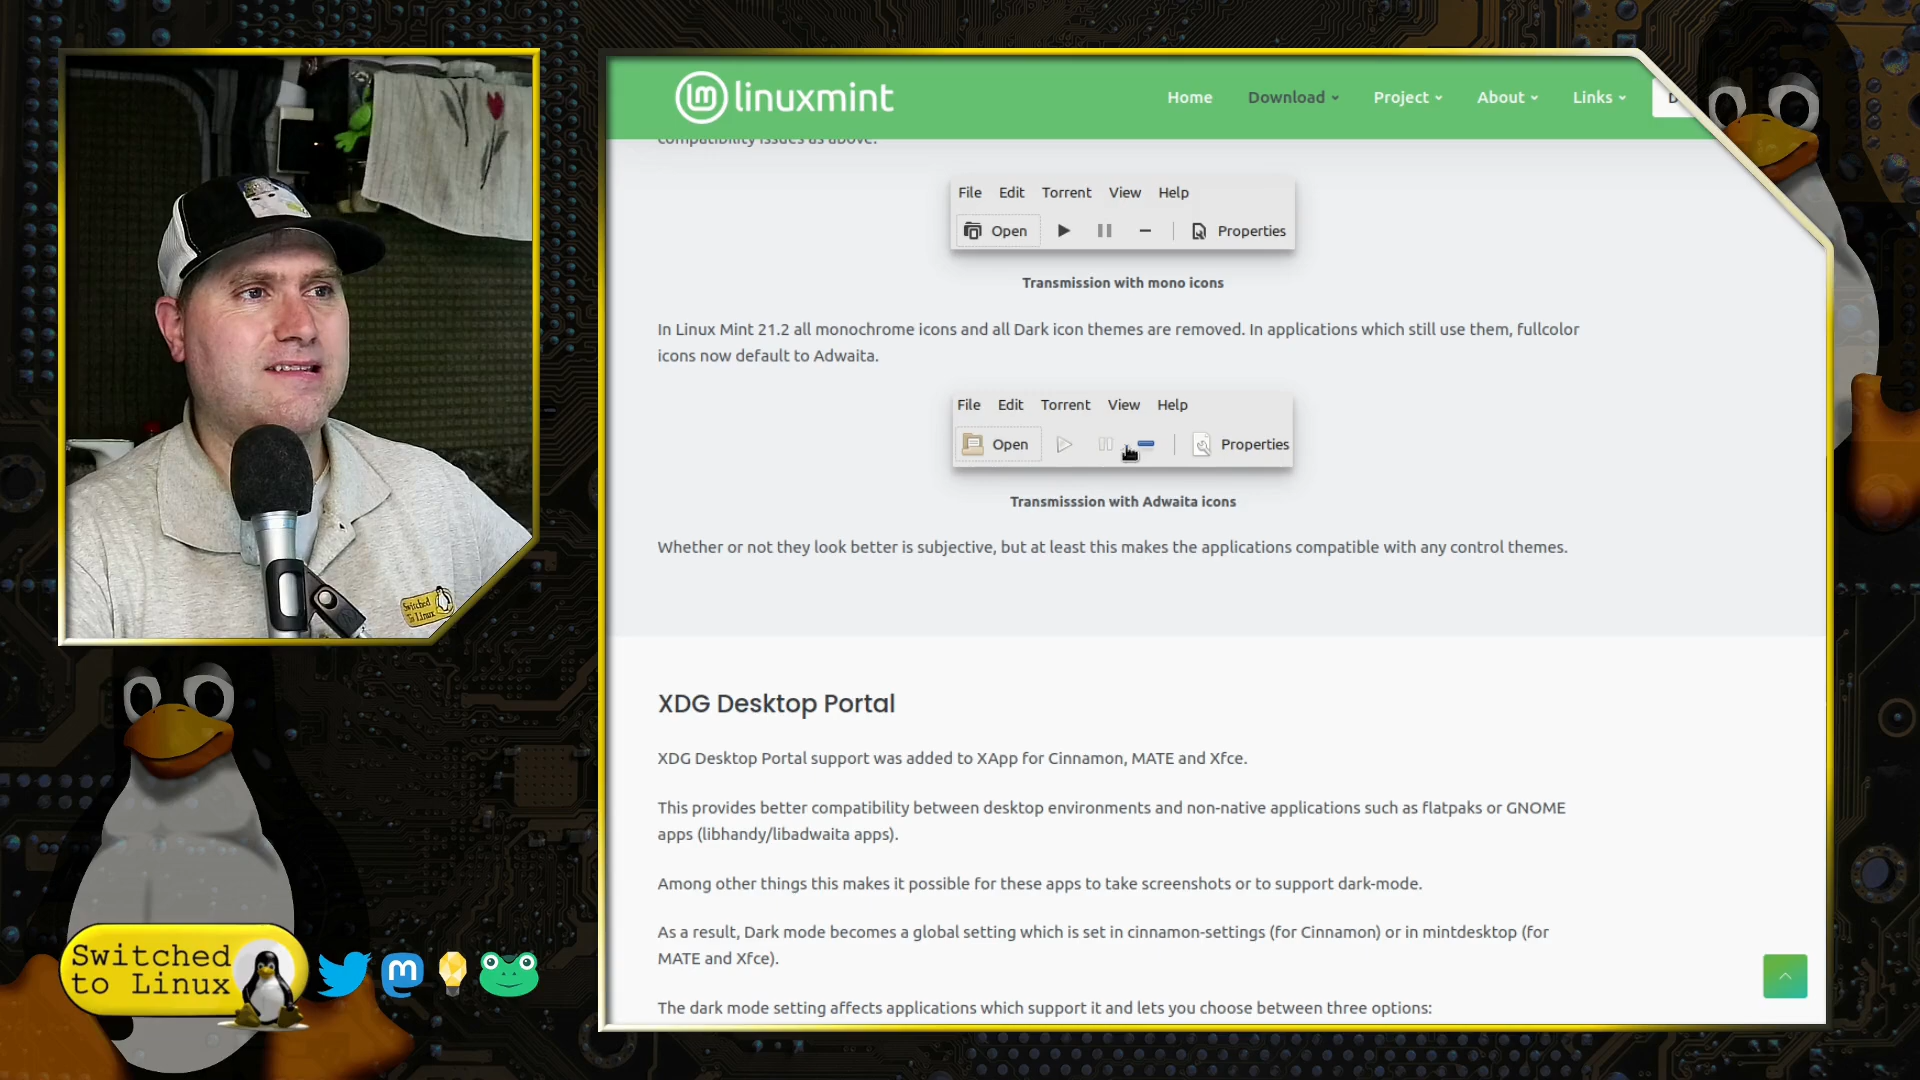 linuxmint
Home Download Project About Links
compatibility issues as above.
File Edit Torrent View Help
Open Properties
Transmission with mono icons
In Linux Mint 21.2 all monochrome icons and all Dark icon themes are removed. In applications which still use them, fullcolor
icons now default to Adwaita.
File Edit Torrent View Help
Open Properties
Transmisssion with Adwaita icons
Whether or not they look better is subjective, but at least this makes the applications compatible with any control themes.
XDG Desktop Portal
XDG Desktop Portal support was added to XApp for Cinnamon, MATE and Xfce.
This provides better compatibility between desktop environments and non-native applications such as flatpaks or GNOME
apps (libhandy/libadwaita apps).
Among other things this makes it possible for these apps to take screenshots or to support dark-mode.
As a result, Dark mode becomes a global setting which is set in cinnamon-settings (for Cinnamon) or in mintdesktop (for
MATE and Xfce).
The dark mode setting affects applications which support it and lets you choose between three options:
Switched
to Linux
Switched
to Linux